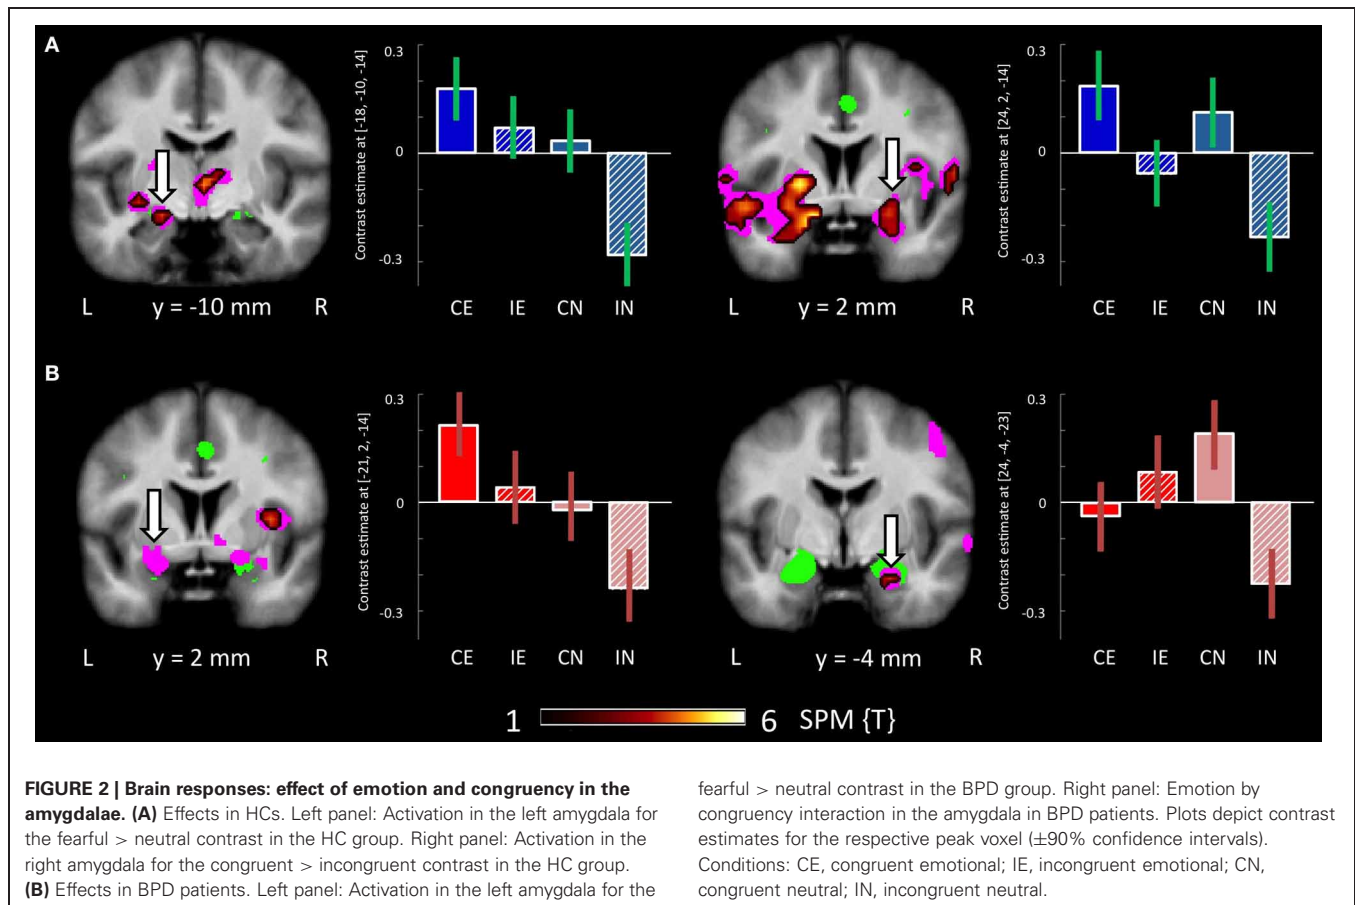 A
0.3
0
-0.3
Contrast estimate at [-18, -10, -14]
CE IE CN IN
L y = -10 mm R
0.3
0
-0.3
Contrast estimate at [24, 2, -14]
CE IE CN IN
L y = 2 mm R
B
0.3
0
-0.3
Contrast estimate at [-21, 2, -14]
CE IE CN IN
L y = 2 mm R
0.3
0
-0.3
Contrast estimate at [24, -4, -23]
CE IE CN IN
L y = -4 mm R
1 6 SPM {T}
FIGURE 2 | Brain responses: effect of emotion and congruency in the
amygdalae. (A) Effects in HCs. Left panel: Activation in the left amygdala for
the fearful > neutral contrast in the HC group. Right panel: Activation in the
right amygdala for the congruent > incongruent contrast in the HC group.
(B) Effects in BPD patients. Left panel: Activation in the left amygdala for the
fearful > neutral contrast in the BPD group. Right panel: Emotion by
congruency interaction in the amygdala in BPD patients. Plots depict contrast
estimates for the respective peak voxel (±90% confidence intervals).
Conditions: CE, congruent emotional; IE, incongruent emotional; CN,
congruent neutral; IN, incongruent neutral.